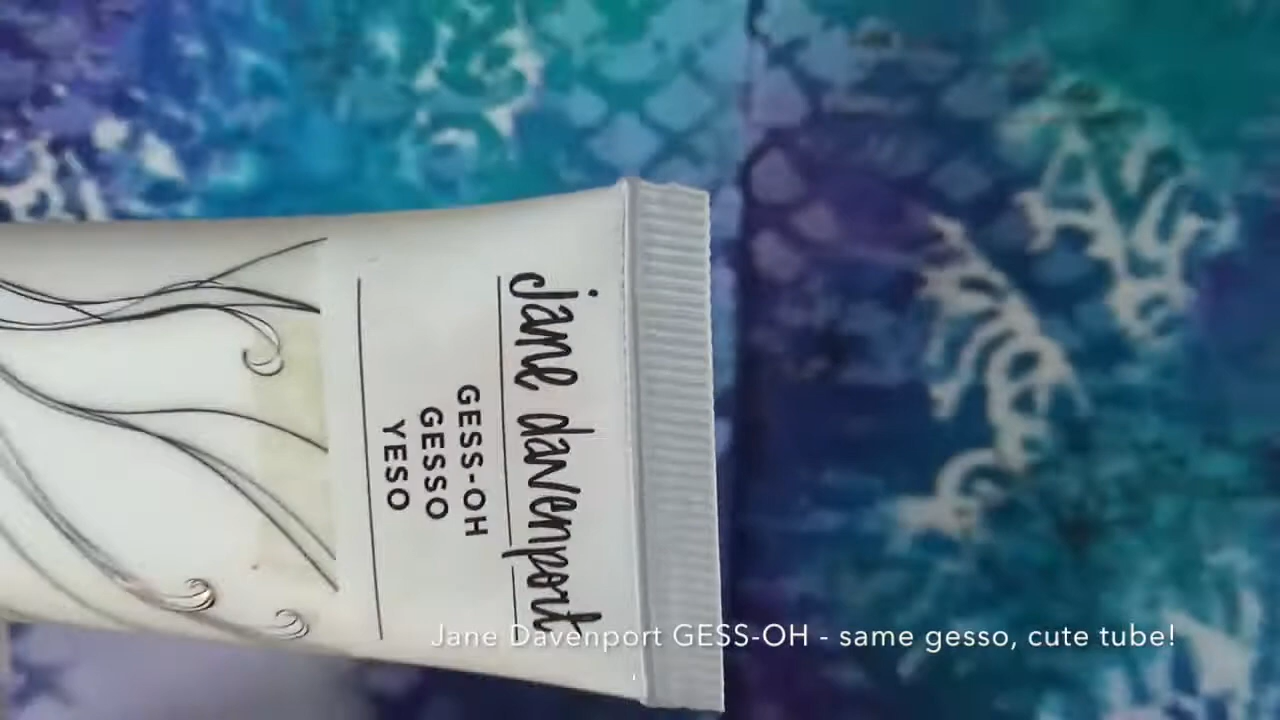 jane davenport
GESS-OH
GESSO
YESO
Jane Davenport GESS-OH - same gesso, cute tube!